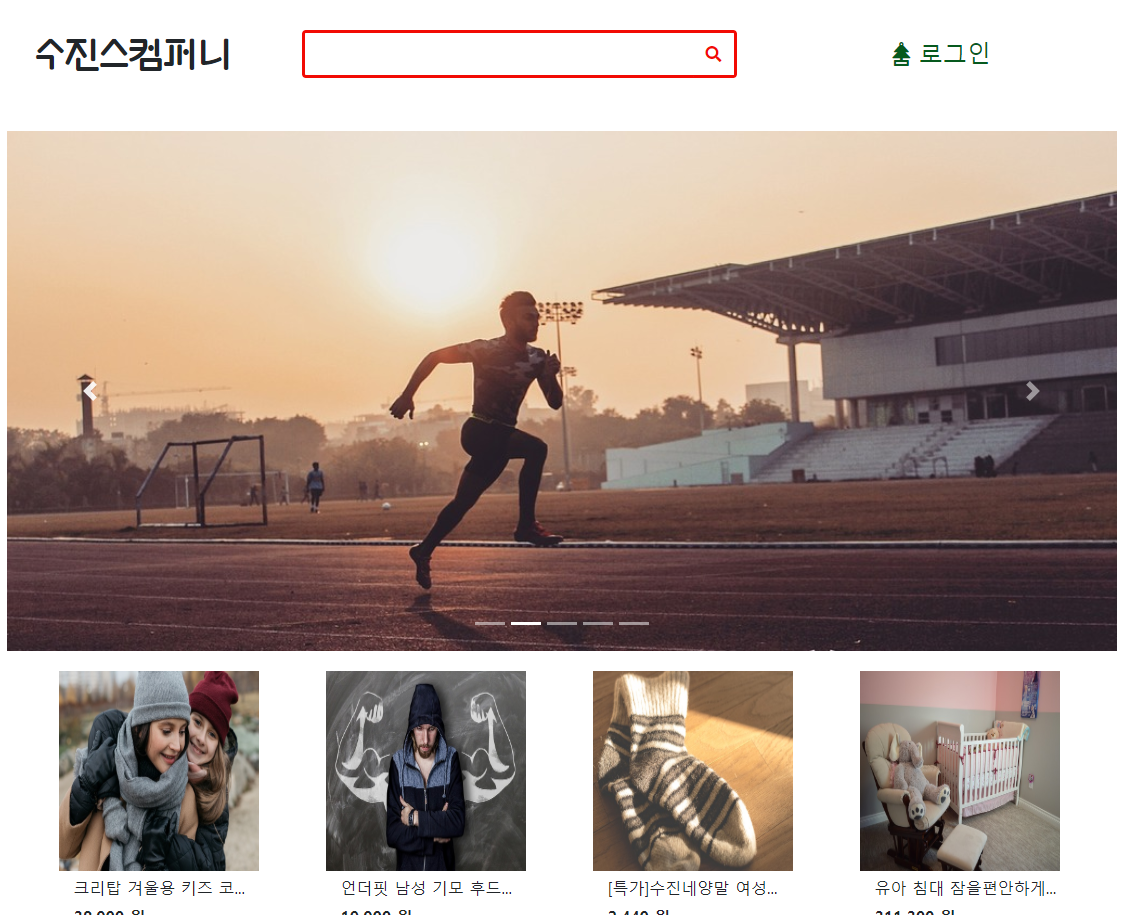 수진스컴퍼니
로그인
크리탑 겨울용 키즈 코...
언더핏 남성 기모 후드...
[특가]수진네양말 여성...
유아 침대 잠을편안하게...